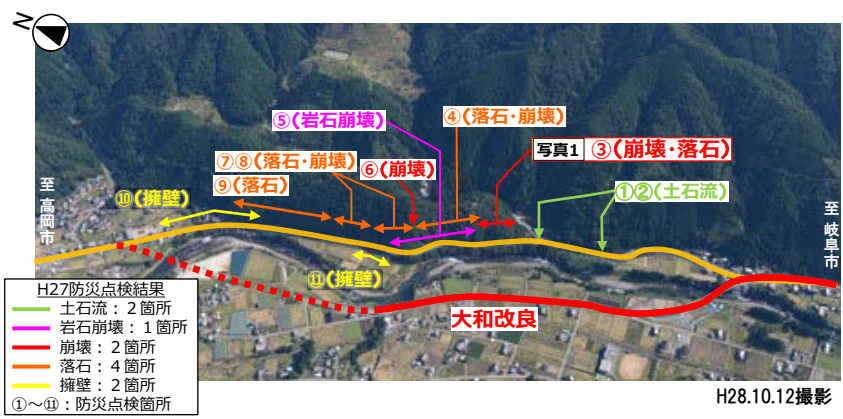 N
⑤(岩石崩壊)
④(落石・崩壊)
⑦⑧(落石・崩壊)
⑥(崩壊)
写真1 ③(崩壊・落石)
⑨(落石)
①②(土石流)
⑩(擁壁)
至 高岡市
至 岐阜市
⑪(擁壁)
大和改良
H27防災点検結果
土石流：２箇所
岩石崩壊：１箇所
崩壊：２箇所
落石：４箇所
擁壁：２箇所
①～⑪：防災点検箇所
H28.10.12撮影